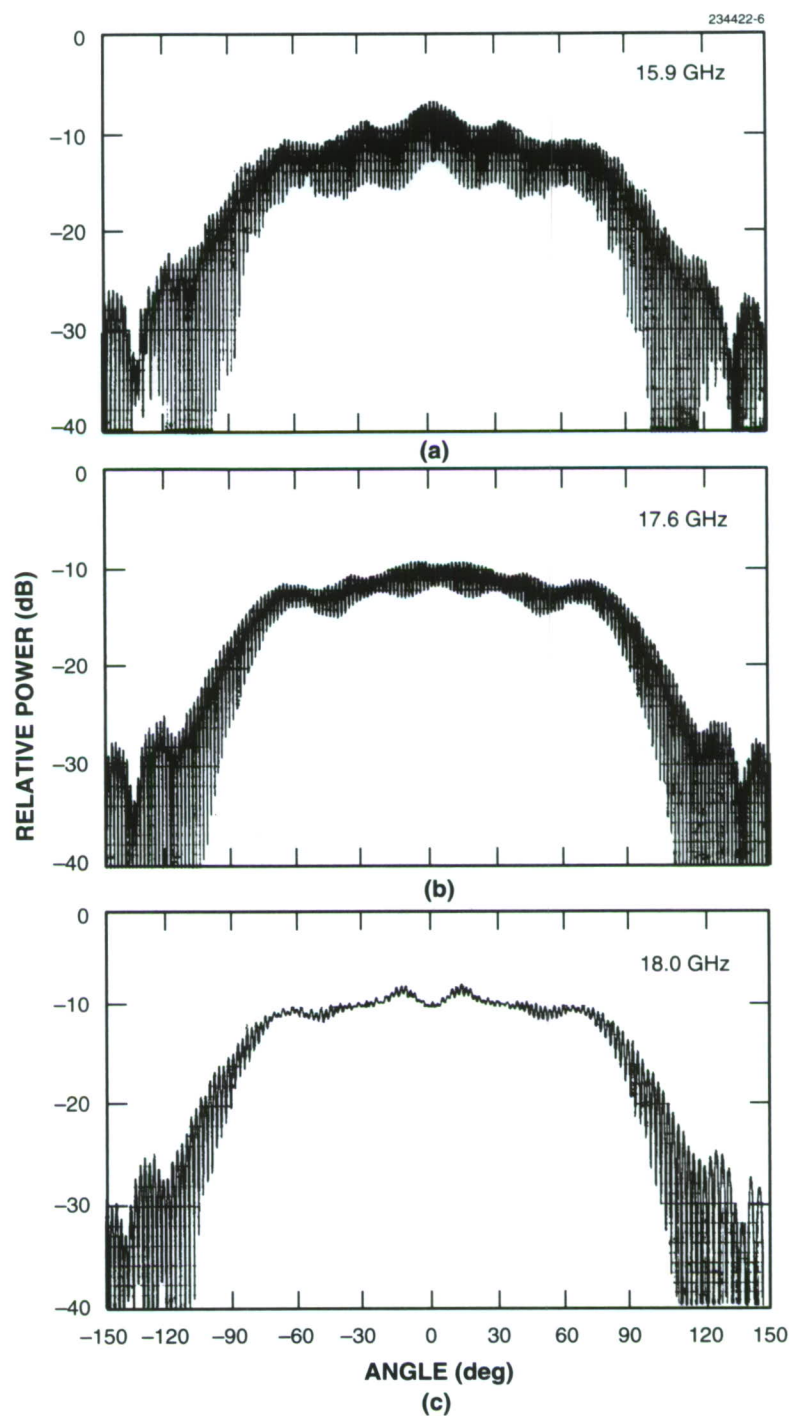 234422-6
0
15.9 GHz
−10
−20
−30
−40
(a)
0
17.6 GHz
−10
−20
−30
−40
(b)
0
18.0 GHz
−10
−20
−30
−40
RELATIVE POWER (dB)
−150 −120 −90 −60 −30 0 30 60 90 120 150
ANGLE (deg)
(c)